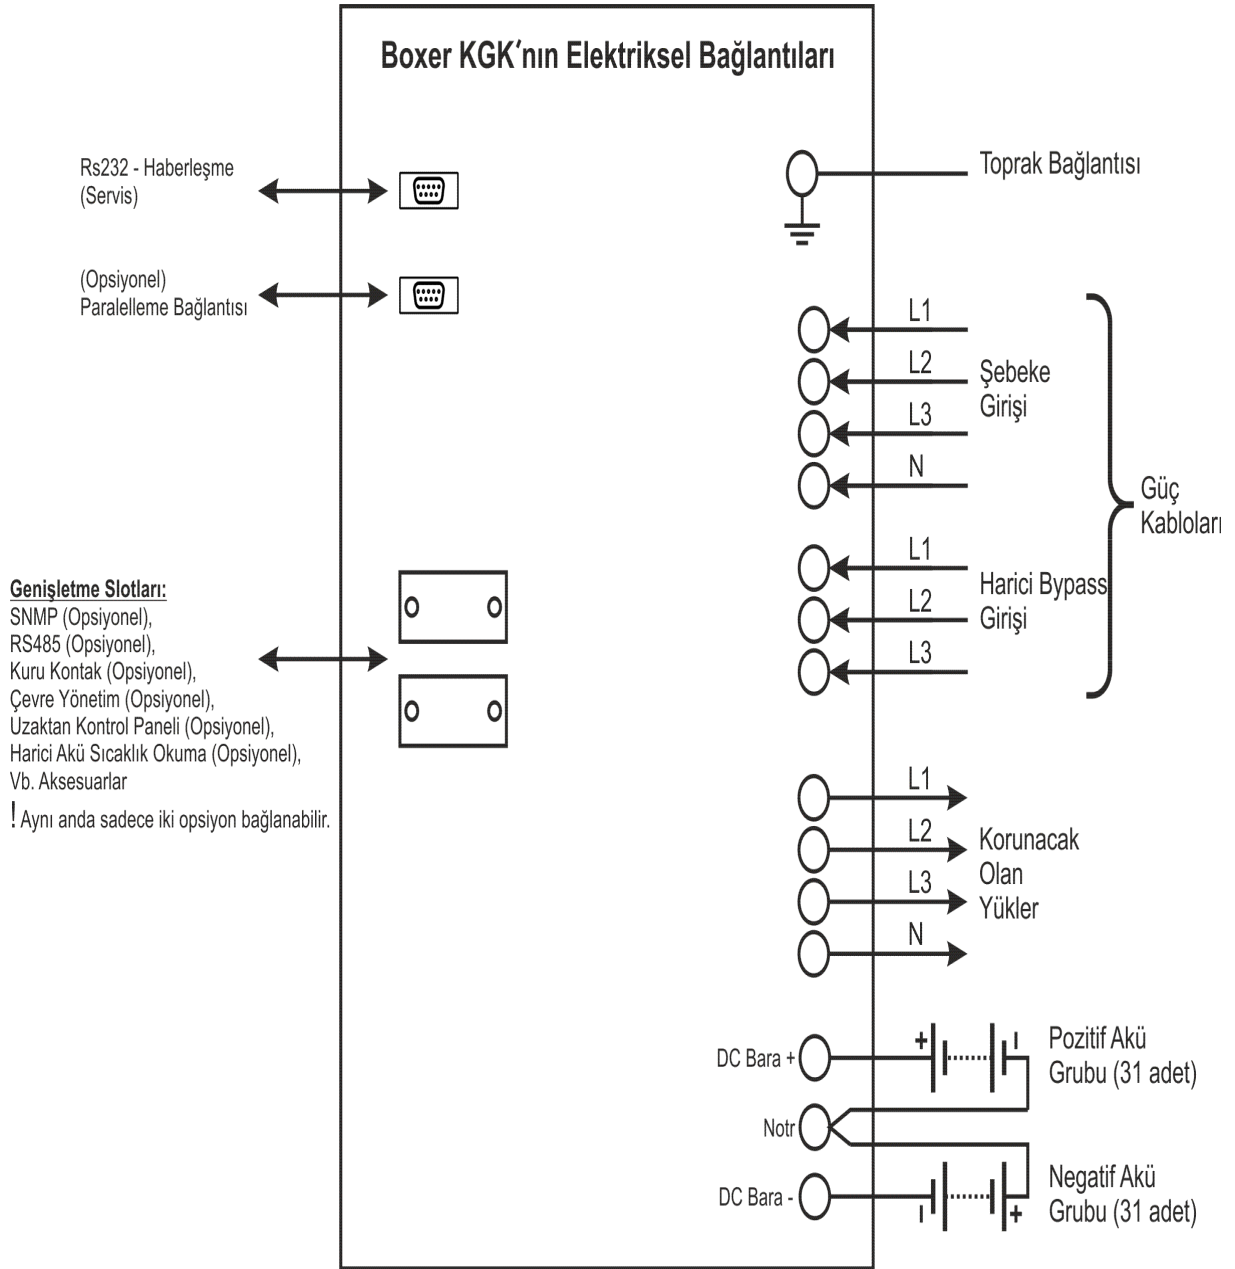 Boxer KGK'nın Elektriksel Bağlantıları
Rs232 - Haberleşme
(Servis)
(Opsiyonel)
Paralelleme Bağlantısı
Genişletme Slotları:
SNMP (Opsiyonel),
RS485 (Opsiyonel),
Kuru Kontak (Opsiyonel),
Çevre Yönetim (Opsiyonel),
Uzaktan Kontrol Paneli (Opsiyonel),
Harici Akü Sıcaklık Okuma (Opsiyonel),
Vb. Aksesuarlar
! Aynı anda sadece iki opsiyon bağlanabilir.
Toprak Bağlantısı
L1
L2
L3
N
Şebeke
Girişi
L1
L2
L3
Harici Bypass
Girişi
Güç
Kabloları
L1
L2
L3
N
Korunacak
Olan
Yükler
DC Bara +
+
-
Pozitif Akü
Grubu (31 adet)
Notr
DC Bara -
-
+
Negatif Akü
Grubu (31 adet)